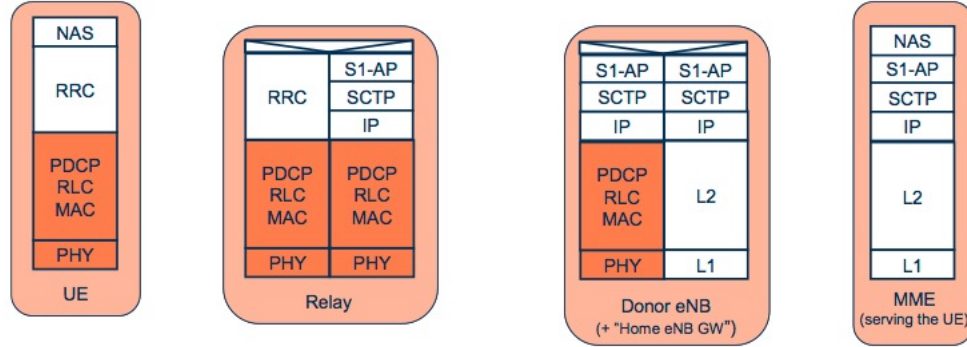 NAS
RRC
PDCP
RLC
MAC
PHY
UE
RRC
S1-AP
SCTP
IP
PDCP
RLC
MAC
PDCP
RLC
MAC
PHY
PHY
Relay
S1-AP
S1-AP
SCTP
SCTP
IP
IP
PDCP
RLC
MAC
L2
PHY
L1
Donor eNB
(+ "Home eNB GW")
NAS
S1-AP
SCTP
IP
L2
L1
MME
(serving the UE)